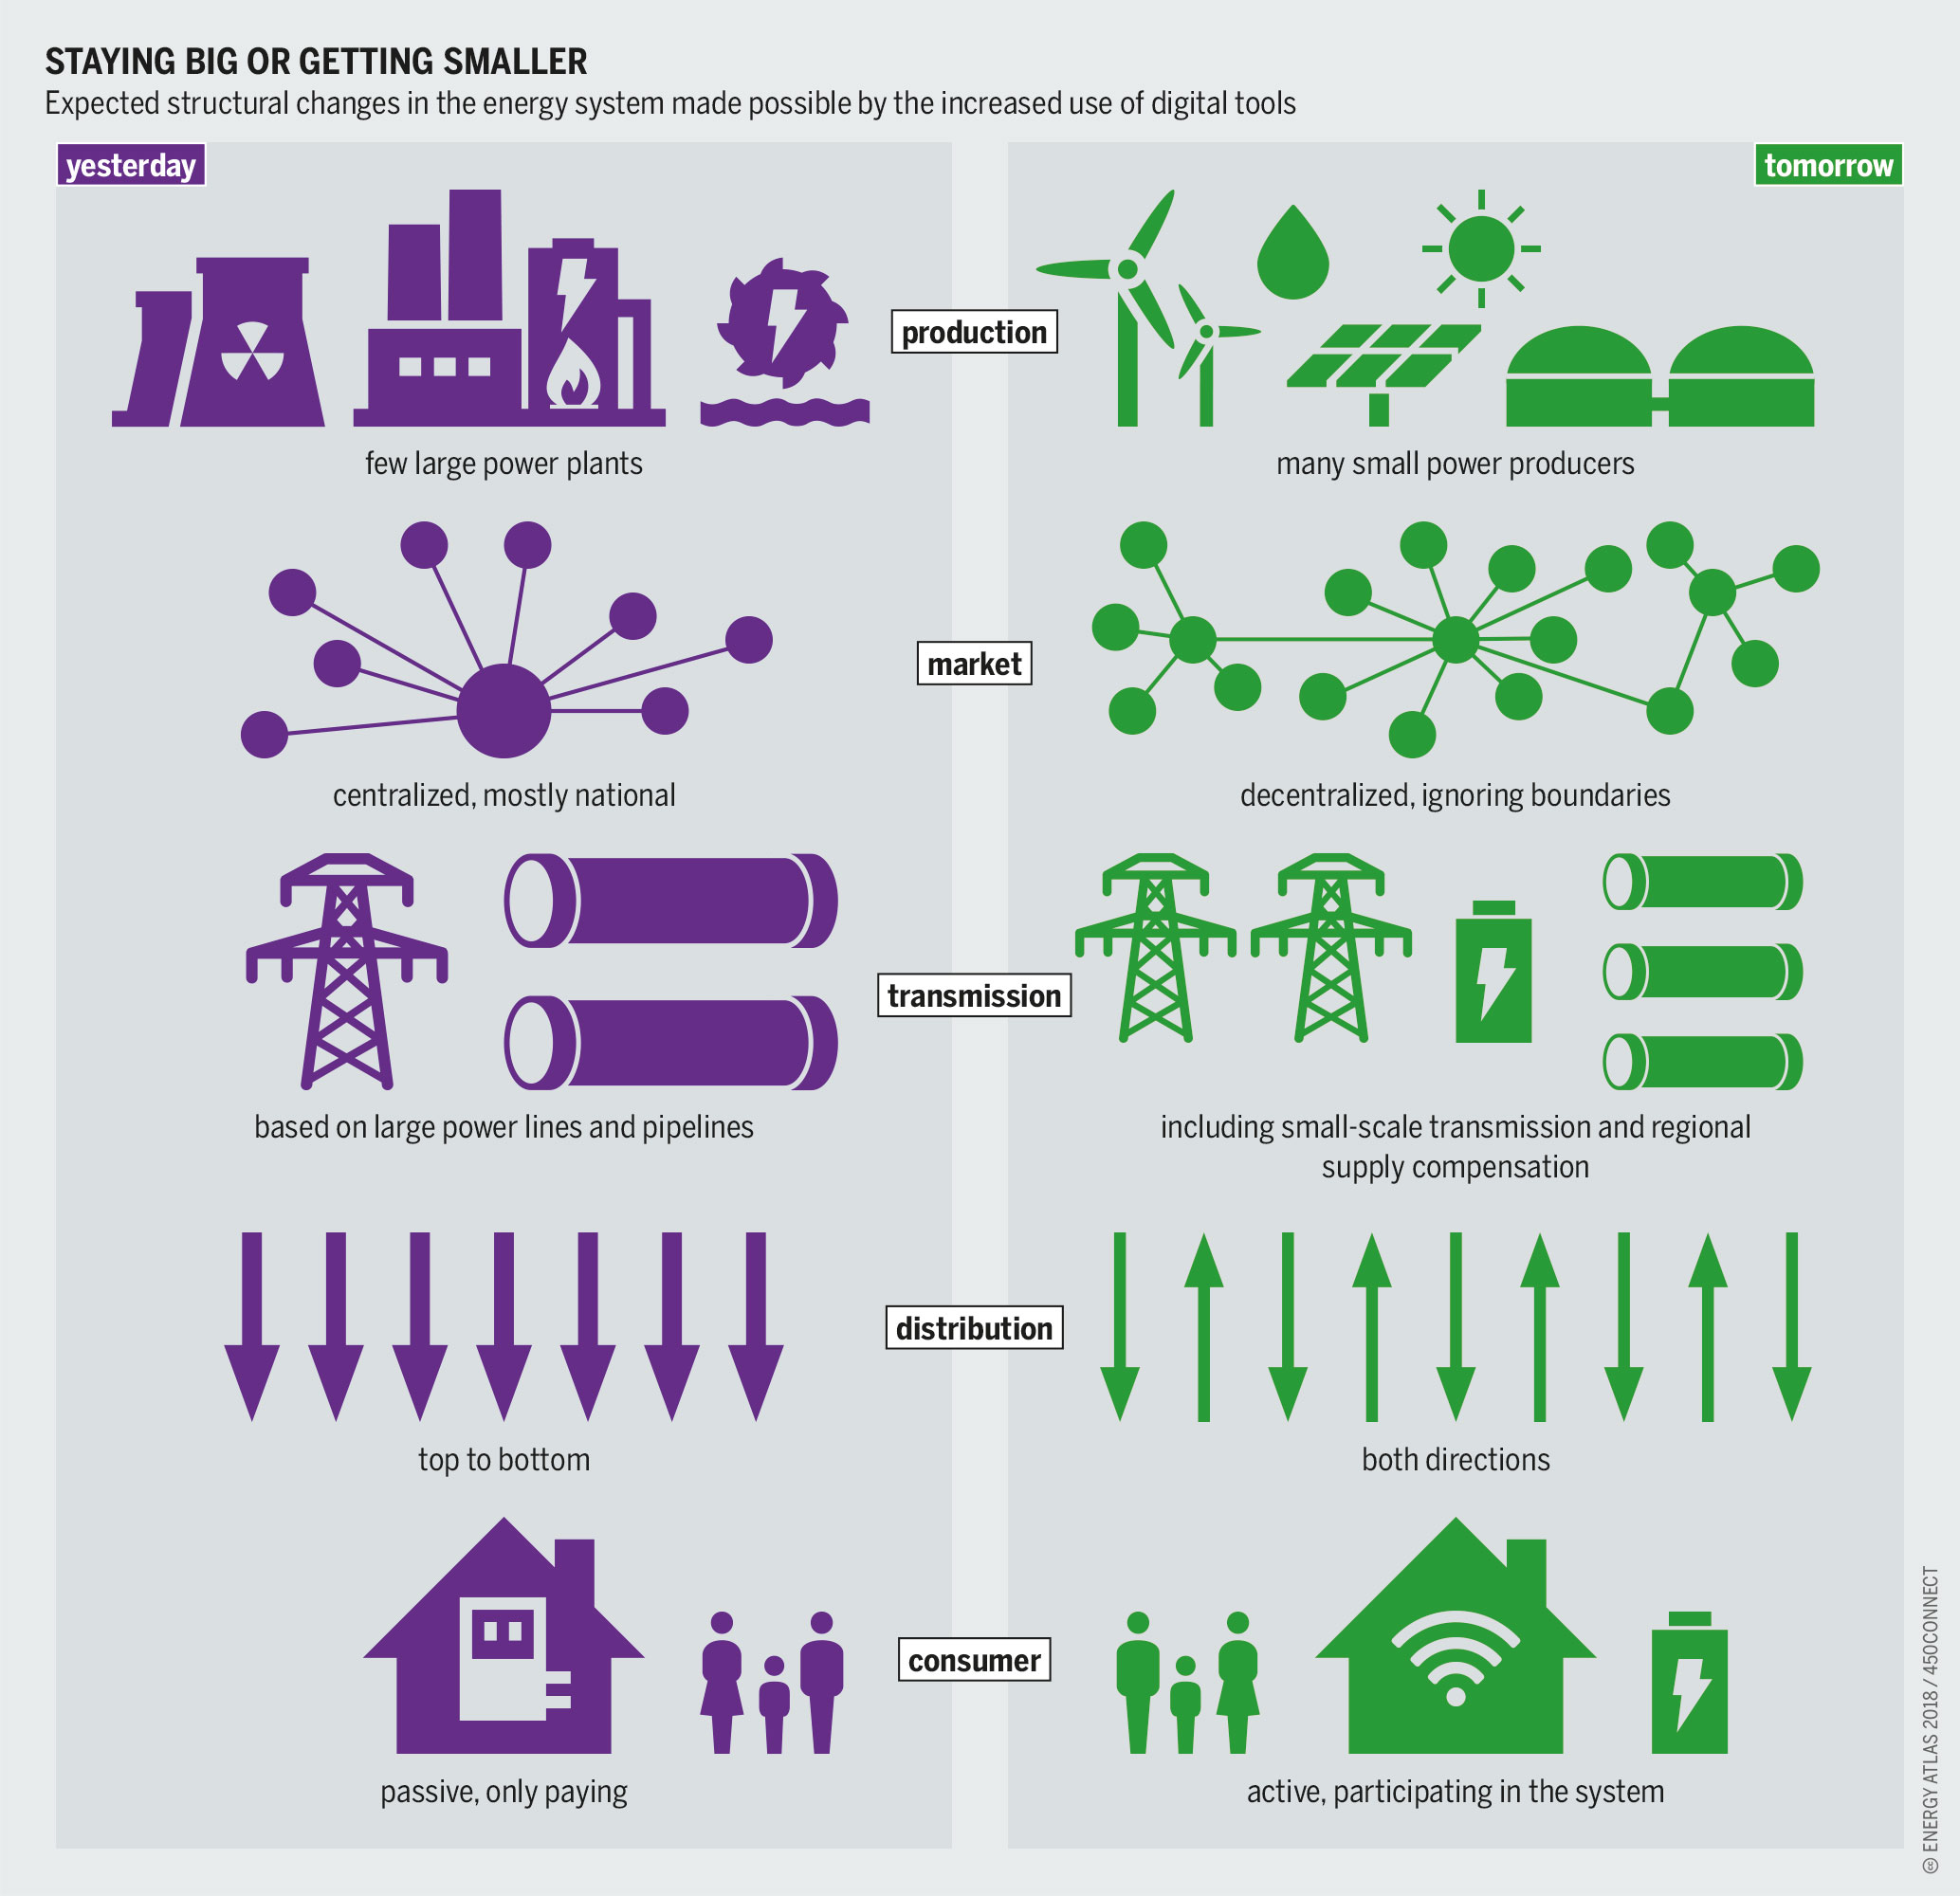 STAYING BIG OR GETTING SMALLER
Expected structural changes in the energy system made possible by the increased use of digital tools
yesterday
tomorrow
production
few large power plants
many small power producers
market
centralized, mostly national
decentralized, ignoring boundaries
transmission
based on large power lines and pipelines
including small-scale transmission and regional
supply compensation
distribution
top to bottom
both directions
consumer
passive, only paying
active, participating in the system
cc ENERGY ATLAS 2018 / 450CONNECT